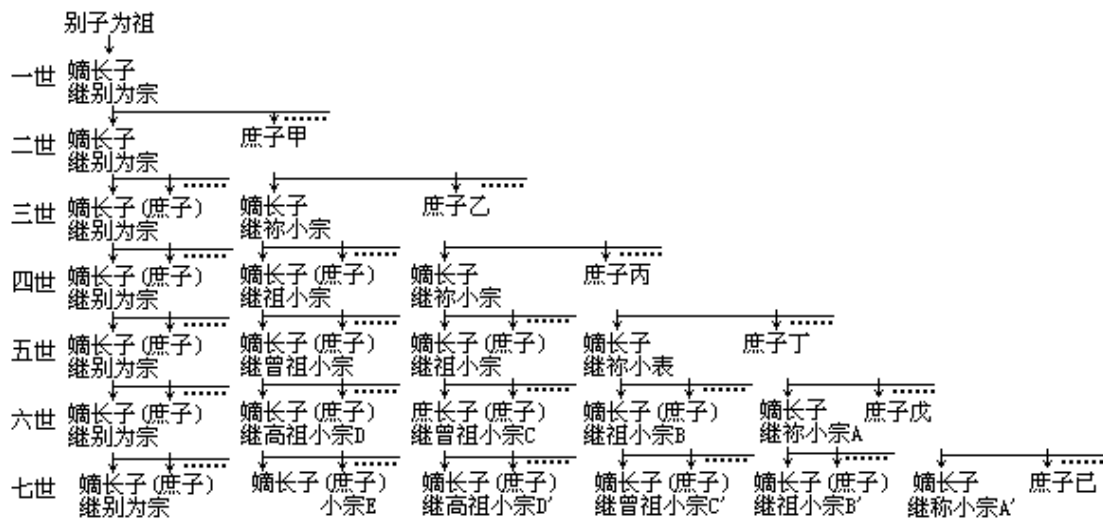 别子为祖
一世 嫡长子
继别为宗
二世 嫡长子 庶子甲 ……
继别为宗
三世 嫡长子(庶子) …… 嫡长子 庶子乙 ……
继别为宗 继祢小宗
四世 嫡长子(庶子) …… 嫡长子(庶子) …… 嫡长子 庶子丙 ……
继别为宗 继祖小宗 继祢小宗
五世 嫡长子(庶子) …… 嫡长子(庶子) …… 嫡长子(庶子) …… 嫡长子 庶子丁 ……
继别为宗 继曾祖小宗 继祖小宗 继祢小表
六世 嫡长子(庶子) …… 嫡长子(庶子) …… 庶长子(庶子) …… 嫡长子(庶子) …… 嫡长子 庶子戊 ……
继别为宗 继高祖小宗D 继曾祖小宗C 继祖小宗B 继祢小宗A
七世 嫡长子(庶子) …… 嫡长子(庶子) …… 嫡长子(庶子) …… 嫡长子(庶子) …… 嫡长子(庶子) …… 嫡长子 庶子己 ……
继别为宗 小宗E 继高祖小宗D′ 继曾祖小宗C′ 继祖小宗B′ 继称小宗A′